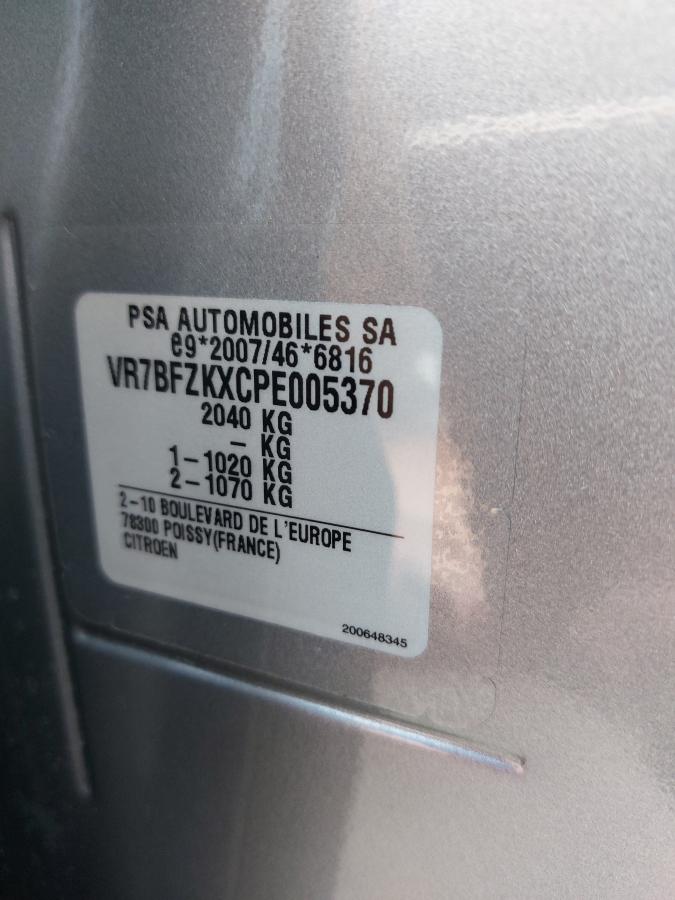 PSA AUTOMOBILES SA
e9*2007/46*6816
VR7BFZKXCPE005370
2040 KG
– KG
1–1020 KG
2–1070 KG
2–10 BOULEVARD DE L'EUROPE
78300 POISSY(FRANCE)
CITROEN
200648345